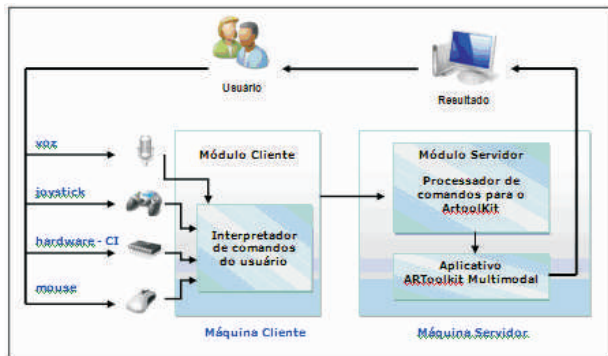 Usuário
Resultado
voz
joystick
hardware - CI
mouse
Módulo Cliente
Interpretador
de comandos
do usuário
Máquina Cliente
Módulo Servidor
Processador de
comandos para o
ArtoolKit
Aplicativo
ARToolkit Multimodal
Máquina Servidor